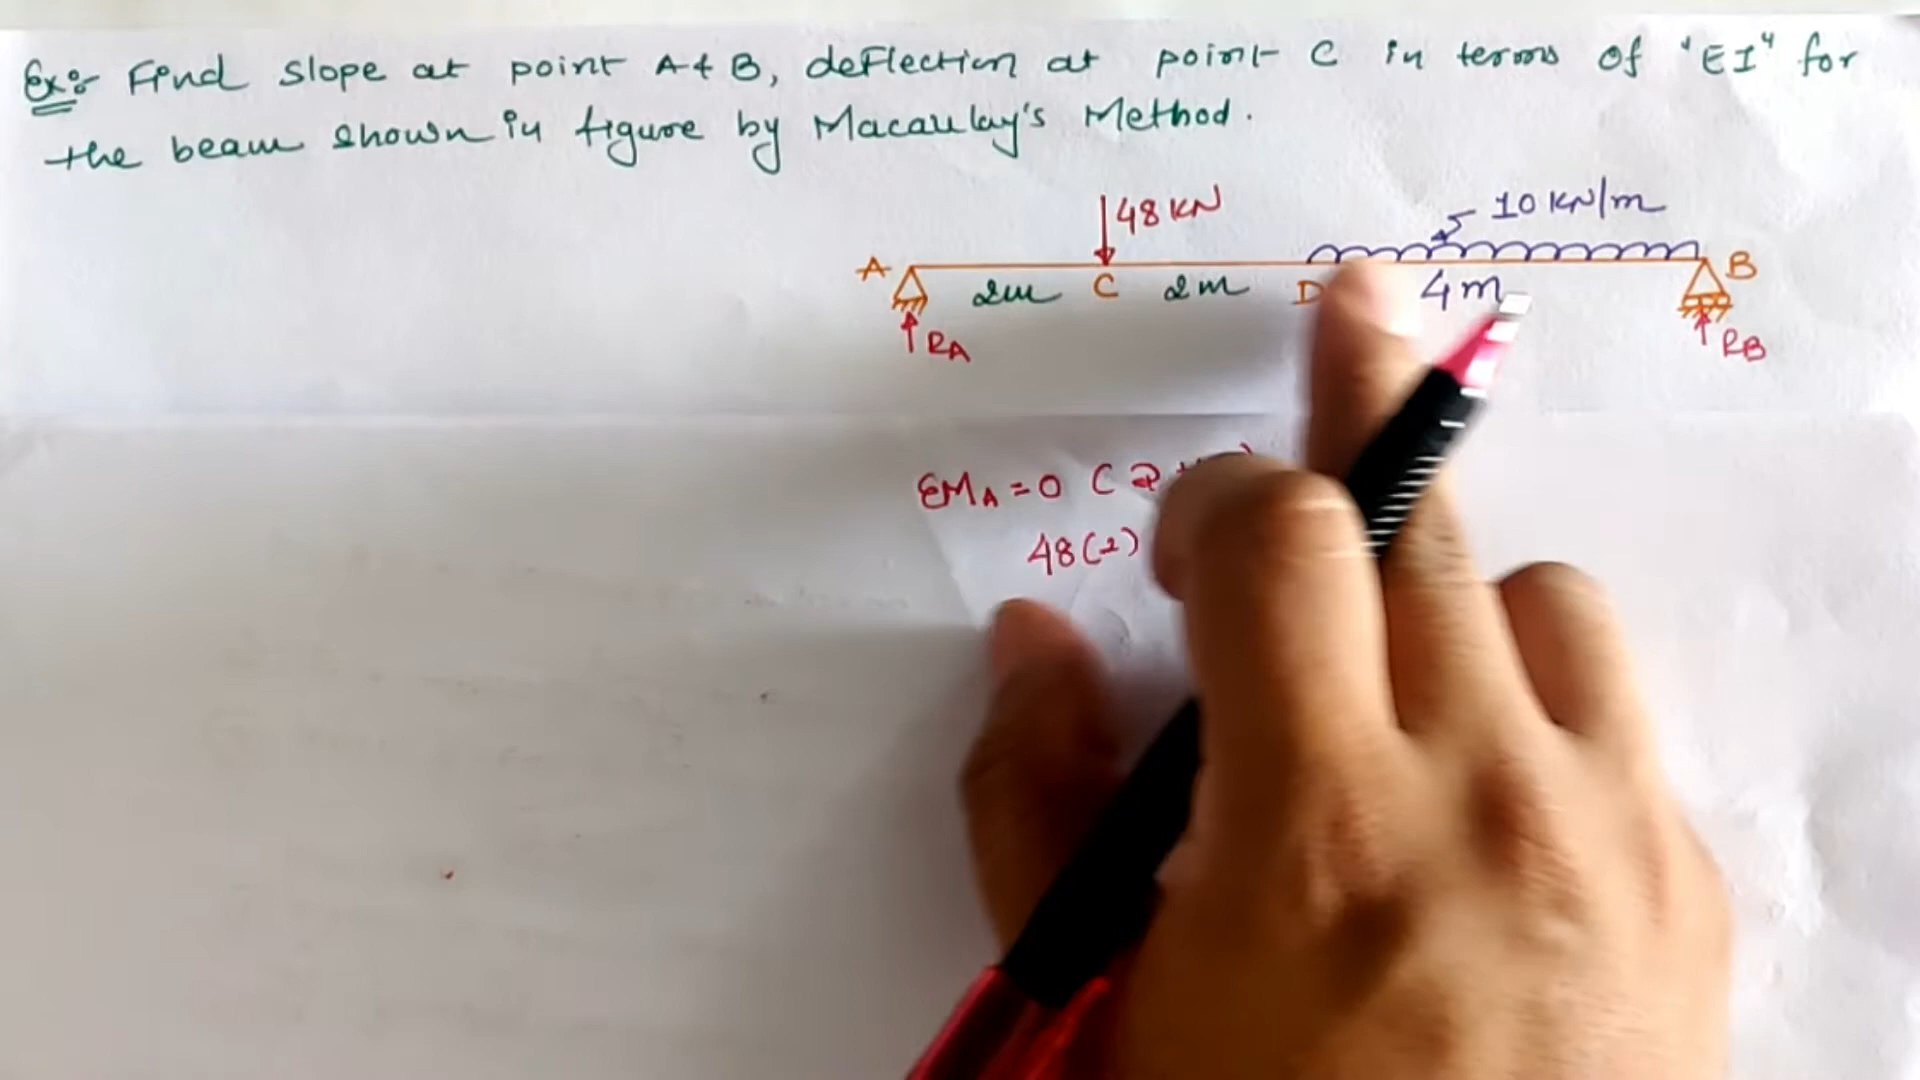 Ex:- Find slope at point A & B, deflection at point C in terms of "EI" for
the beam shown in figure by Macaulay's Method.
48 KN
10 KN/m
A
2m
C
2m
D
4m
B
RA
RB
ΣMA = 0 (
48(2)